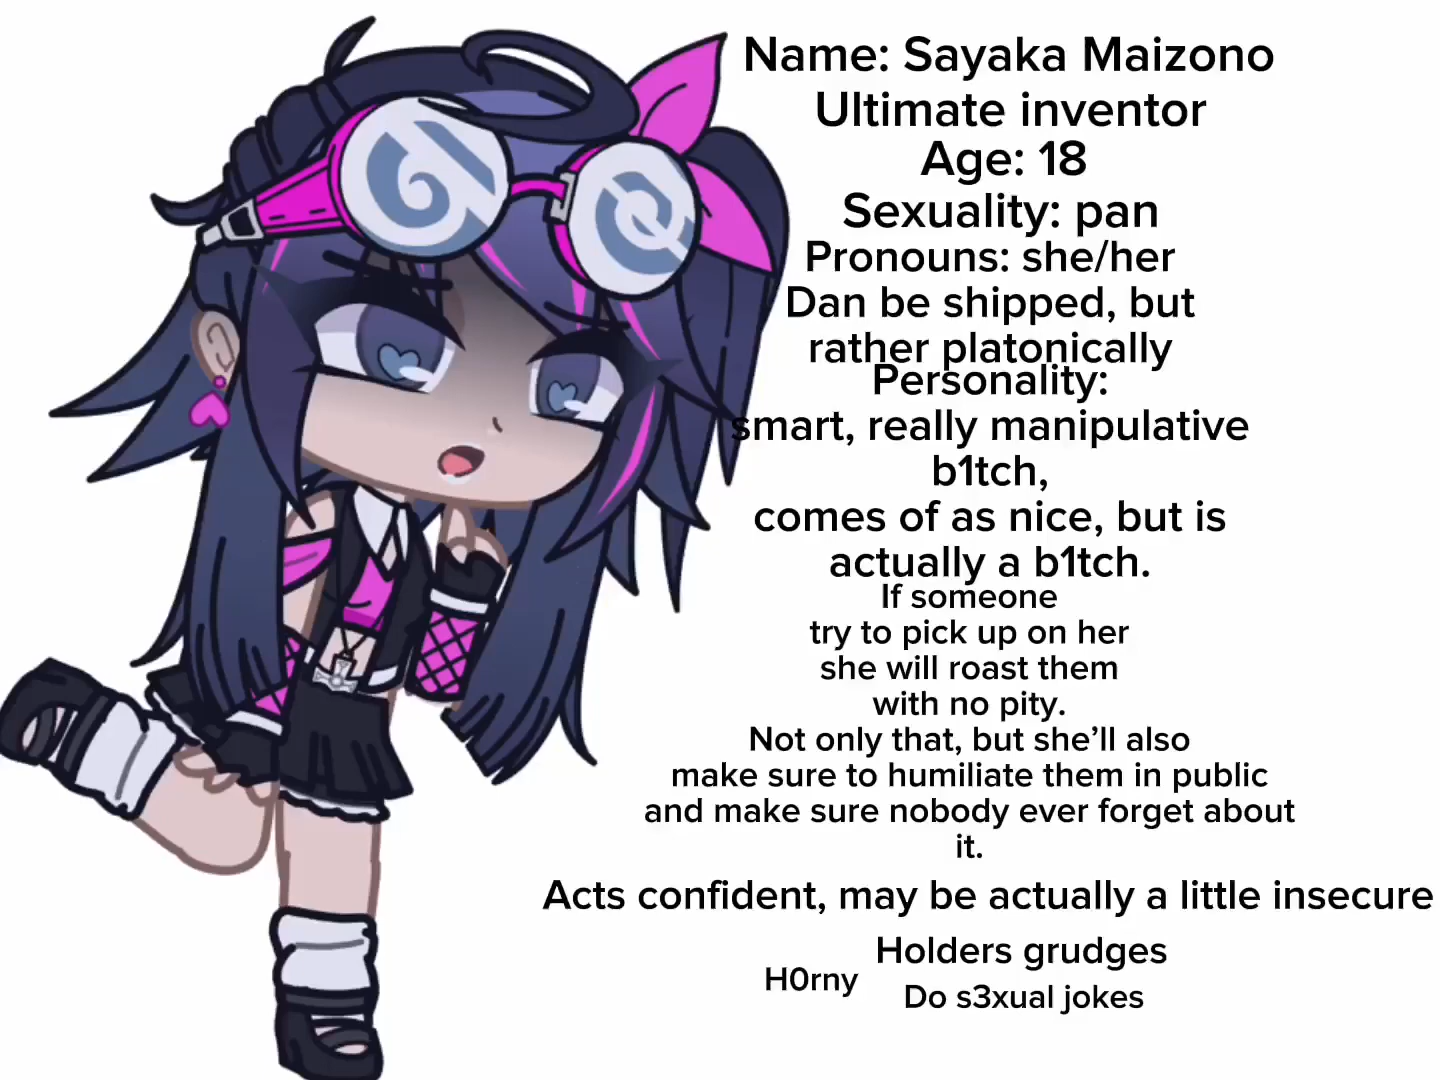 Name: Sayaka Maizono
Ultimate inventor
Age: 18
Sexuality: pan
Pronouns: she/her
Dan be shipped, but
rather platonically
Personality:
smart, really manipulative
b1tch,
comes of as nice, but is
actually a b1tch.
If someone
try to pick up on her
she will roast them
with no pity.
Not only that, but she’ll also
make sure to humiliate them in public
and make sure nobody ever forget about
it.
Acts confident, may be actually a little insecure
Holders grudges
H0rny
Do s3xual jokes